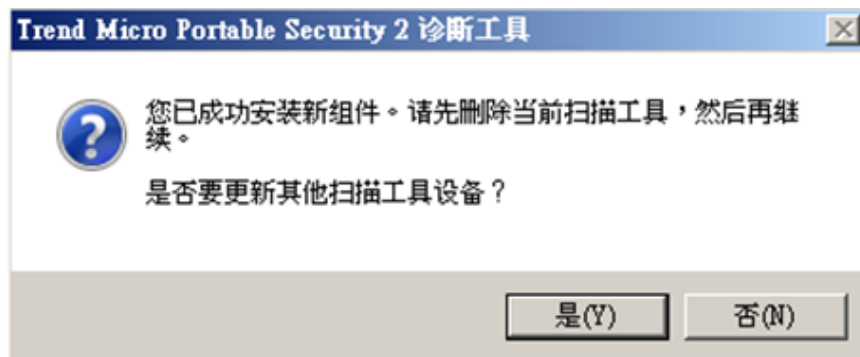 Trend Micro Portable Security 2 诊断工具
您已成功安装新组件。请先删除当前扫描工具，然后再继
续。
是否要更新其他扫描工具设备？
是(Y)
否(N)